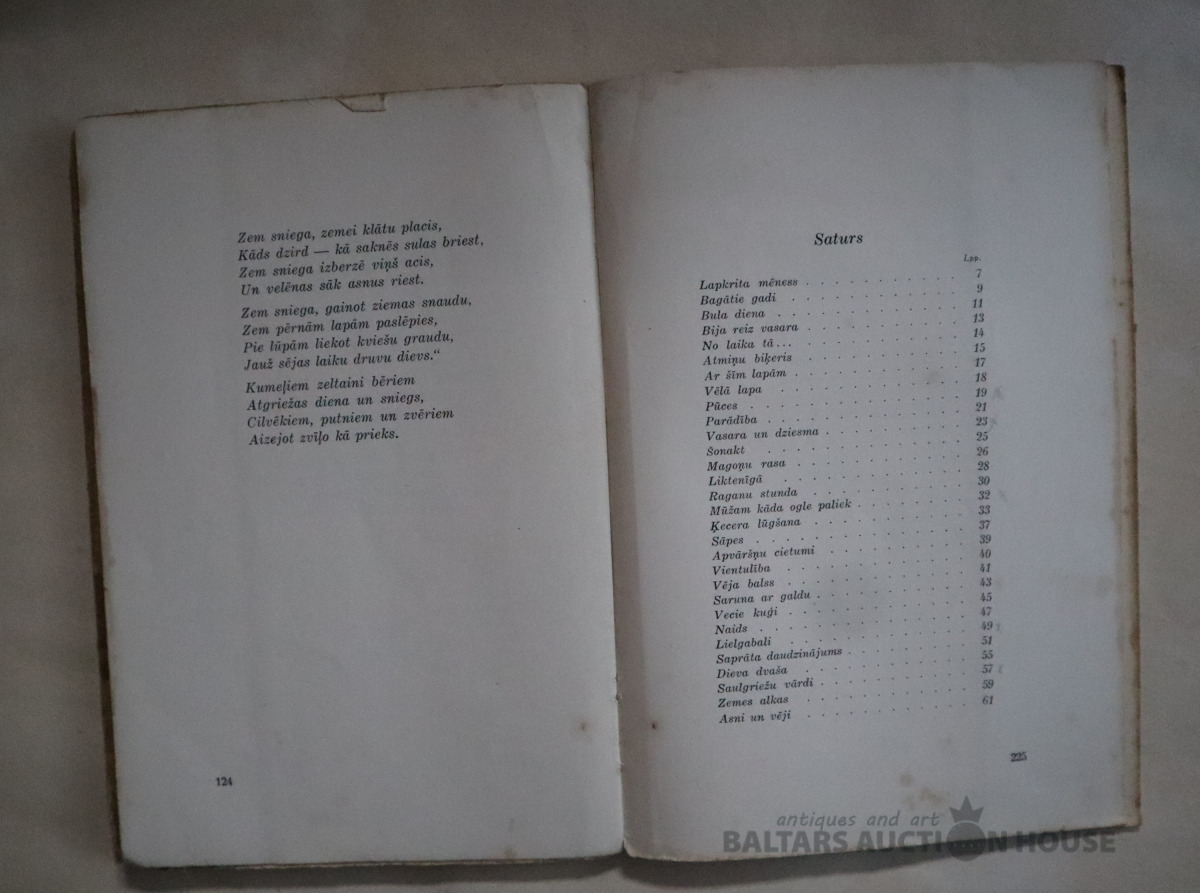 Zem sniega, zemei klātu placis,
Kāds dzird — kā saknēs sulas briest,
Zem sniega izberzē viņš acis,
Un velēnas sāk asnus riest.
Zem sniega, gainot ziemas snaudu,
Zem pērnām lapām paslēpies,
Pie lūpām liekot kviešu graudu,
Jauž sējas laiku druvu dievs.“
Kumeļiem zeltaini bēriem
Atgriežas diena un sniegs,
Cilvēkiem, putniem un zvēriem
Aizejot zvīļo kā prieks.
124
Saturs
Lpp.
Lapkrita mēness . . . . . . . . . . 7
Bagātie gadi . . . . . . . . . . 9
Bula diena . . . . . . . . . . 11
Bija reiz vasara . . . . . . . . . . 13
No laika tā... . . . . . . . . . . 14
Atmiņu biķeris . . . . . . . . . . 15
Ar šīm lapām . . . . . . . . . . 17
Vēlā lapa . . . . . . . . . . 18
Pūces . . . . . . . . . . 19
Parādība . . . . . . . . . . 21
Vasara un dziesma . . . . . . . . . . 23
Šonakt . . . . . . . . . . 25
Magoņu rasa . . . . . . . . . . 26
Liktenīgā . . . . . . . . . . 28
Raganu stunda . . . . . . . . . . 30
Mūžam kāda ogle paliek . . . . . . . . 32
Ķecera lūgšana . . . . . . . . . . 33
Sāpes . . . . . . . . . . 37
Apvāršņu cietumi . . . . . . . . . . 39
Vientulība . . . . . . . . . . 40
Vēja balss . . . . . . . . . . 41
Saruna ar galdu . . . . . . . . . . 43
Vecie kuģi . . . . . . . . . . 45
Naids . . . . . . . . . . 47
Lielgabali . . . . . . . . . . 49
Saprāta daudzinājums . . . . . . . . 51
Dieva dvaša . . . . . . . . . . 55
Saulgriežu vārdi . . . . . . . . . . 57
Zemes alkas . . . . . . . . . . 59
Asni un vēji . . . . . . . . . . 61
225
antiques and art
BALTARS AUCTION HOUSE